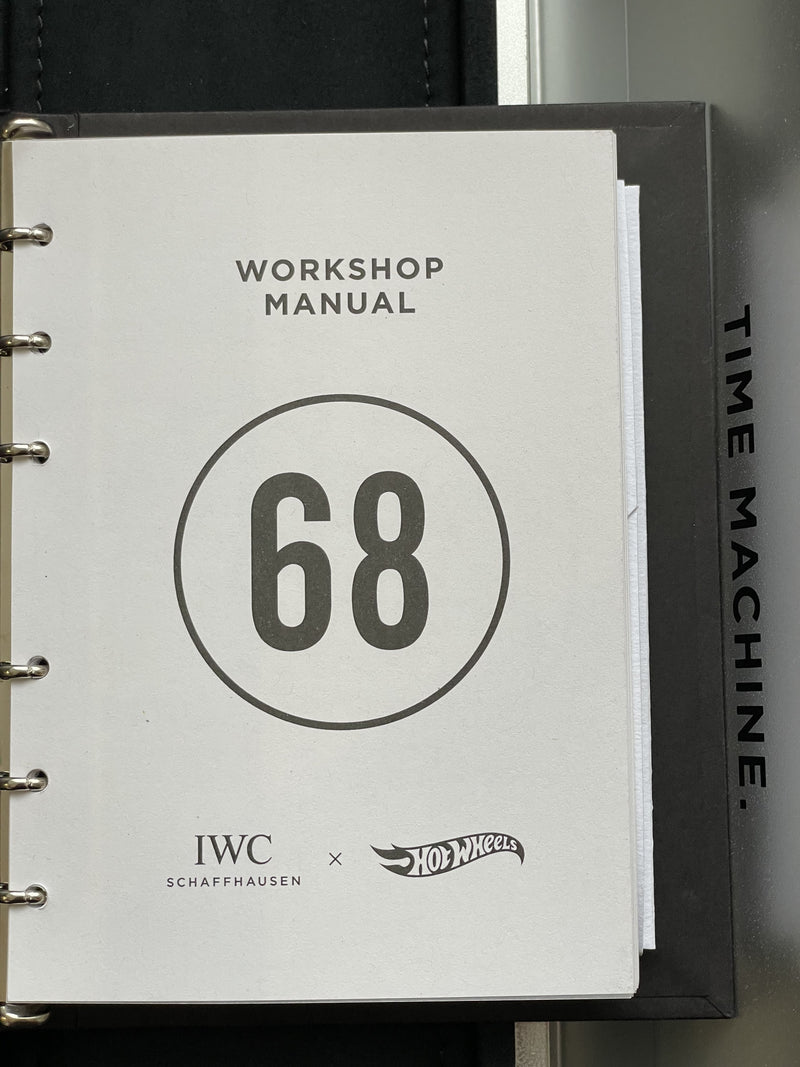 WORKSHOP
MANUAL
68
IWC
SCHAFFHAUSEN
×
HOT WHEELS
TIME MACHINE.